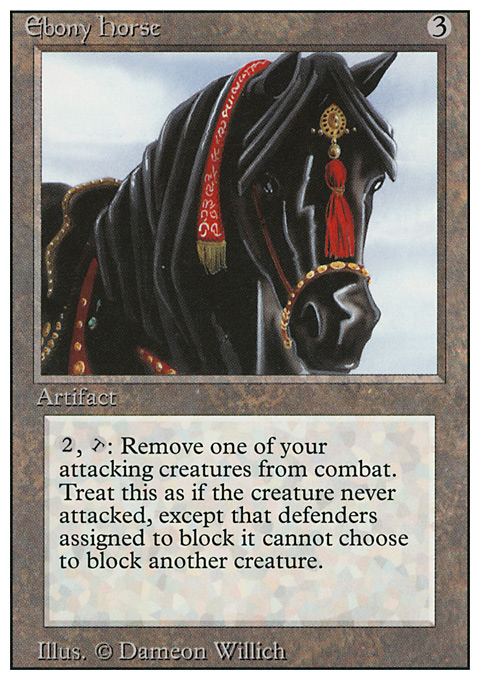 Ebony Horse 3
Artifact
2, : Remove one of your
attacking creatures from combat.
Treat this as if the creature never
attacked, except that defenders
assigned to block it cannot choose
to block another creature.
Illus. © Dameon Willich